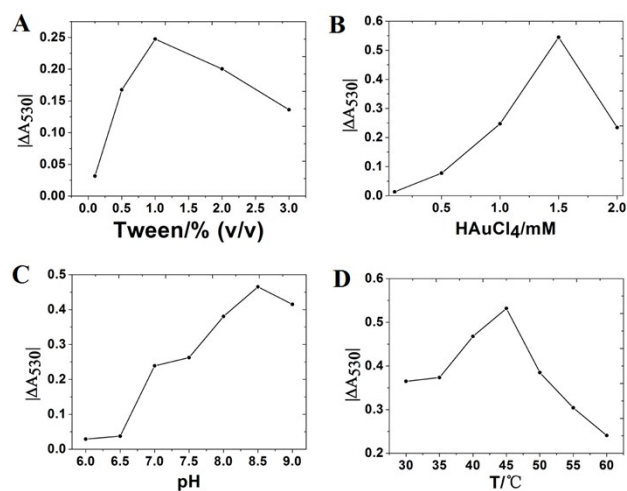 A
|ΔA530|
0.25
0.20
0.15
0.10
0.05
0.00
0.0 0.5 1.0 1.5 2.0 2.5 3.0
Tween/% (v/v)
B
|ΔA530|
0.6
0.5
0.4
0.3
0.2
0.1
0.0
0.5 1.0 1.5 2.0
HAuCl4/mM
C
|ΔA530|
0.5
0.4
0.3
0.2
0.1
0.0
6.0 6.5 7.0 7.5 8.0 8.5 9.0
pH
D
|ΔA530|
0.6
0.5
0.4
0.3
0.2
30 35 40 45 50 55 60
T/℃